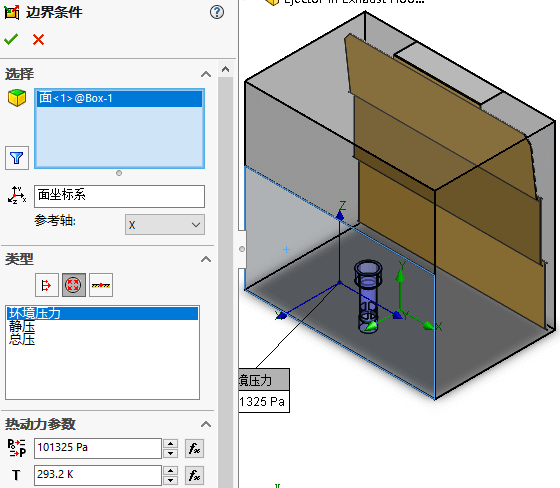 边界条件
Ejector in Exhaust Hoo...
选择
面<1>@Box-1
面坐标系
参考轴:
X
类型
环境压力
静压
总压
热动力参数
101325 Pa
T
293.2 K
Z
Y
Y
X
境压力
1325 Pa